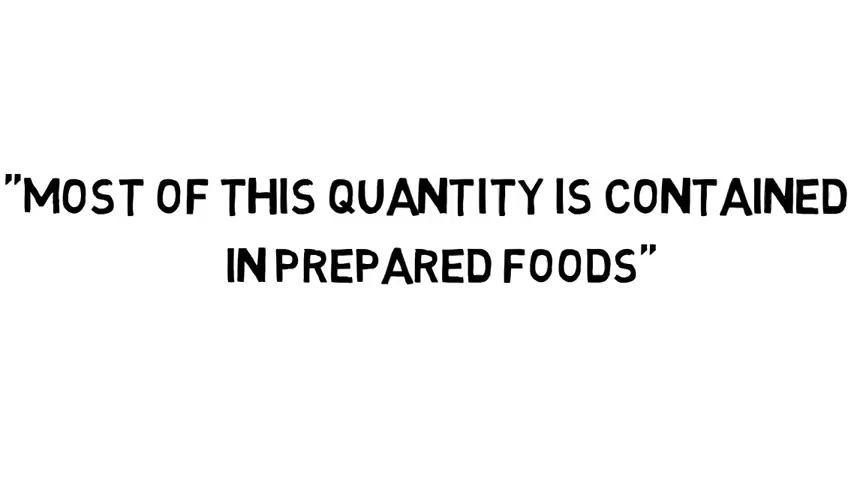 "MOST OF THIS QUANTITY IS CONTAINED
IN PREPARED FOODS"